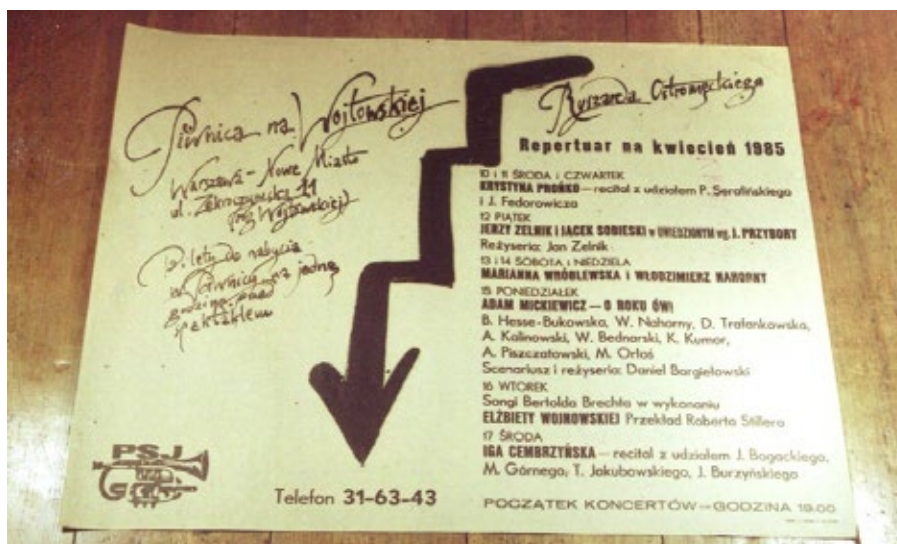 Piwnica na Wójtowskiej
Warszawa - Nowe Miasto
ul. Zakroczymska 11
(róg Wójtowskiej)
Bilety do nabycia
w Piwnicy na jedną
godzinę przed
spektaklem
PSJ
Telefon 31-63-43
Ryszarda Ostromęckiego
Repertuar na kwiecień 1985
10 i 11 ŚRODA i CZWARTEK
KRYSTYNA PROŃKO — recital z udziałem P. Serafińskiego
i J. Fedorowicza
12 PIĄTEK
JERZY ZELNIK i JACEK SOBIESKI w UWIEDZIONYM wg. J. PRZYBORY
Reżyseria: Jan Zelnik
13 i 14 SOBOTA i NIEDZIELA
MARIANNA WRÓBLEWSKA i WŁODZIMIERZ NAHORNY
15 PONIEDZIAŁEK
ADAM MICKIEWICZ — O ROKU ÓW!
B. Hesse-Bukowska, W. Nahorny, D. Trafankowska,
A. Kalinowski, W. Bednarski, K. Kumor,
A. Piszczatowski, M. Orłoś
Scenariusz i reżyseria: Daniel Bargiełowski
16 WTOREK
Songi Bertolda Brechta w wykonaniu
ELŻBIETY WOJNOWSKIEJ Przekład Roberta Stillera
17 ŚRODA
IGA CEMBRZYŃSKA — recital z udziałem J. Bogackiego,
M. Górnego, T. Jakubowskiego, J. Burzyńskiego
POCZĄTEK KONCERTÓW — GODZINA 19.00